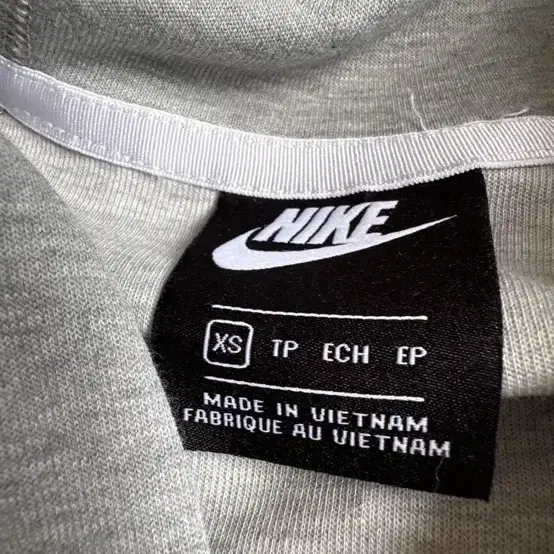 NIKE
XS TP ECH EP
MADE IN VIETNAM
FABRIQUE AU VIETNAM